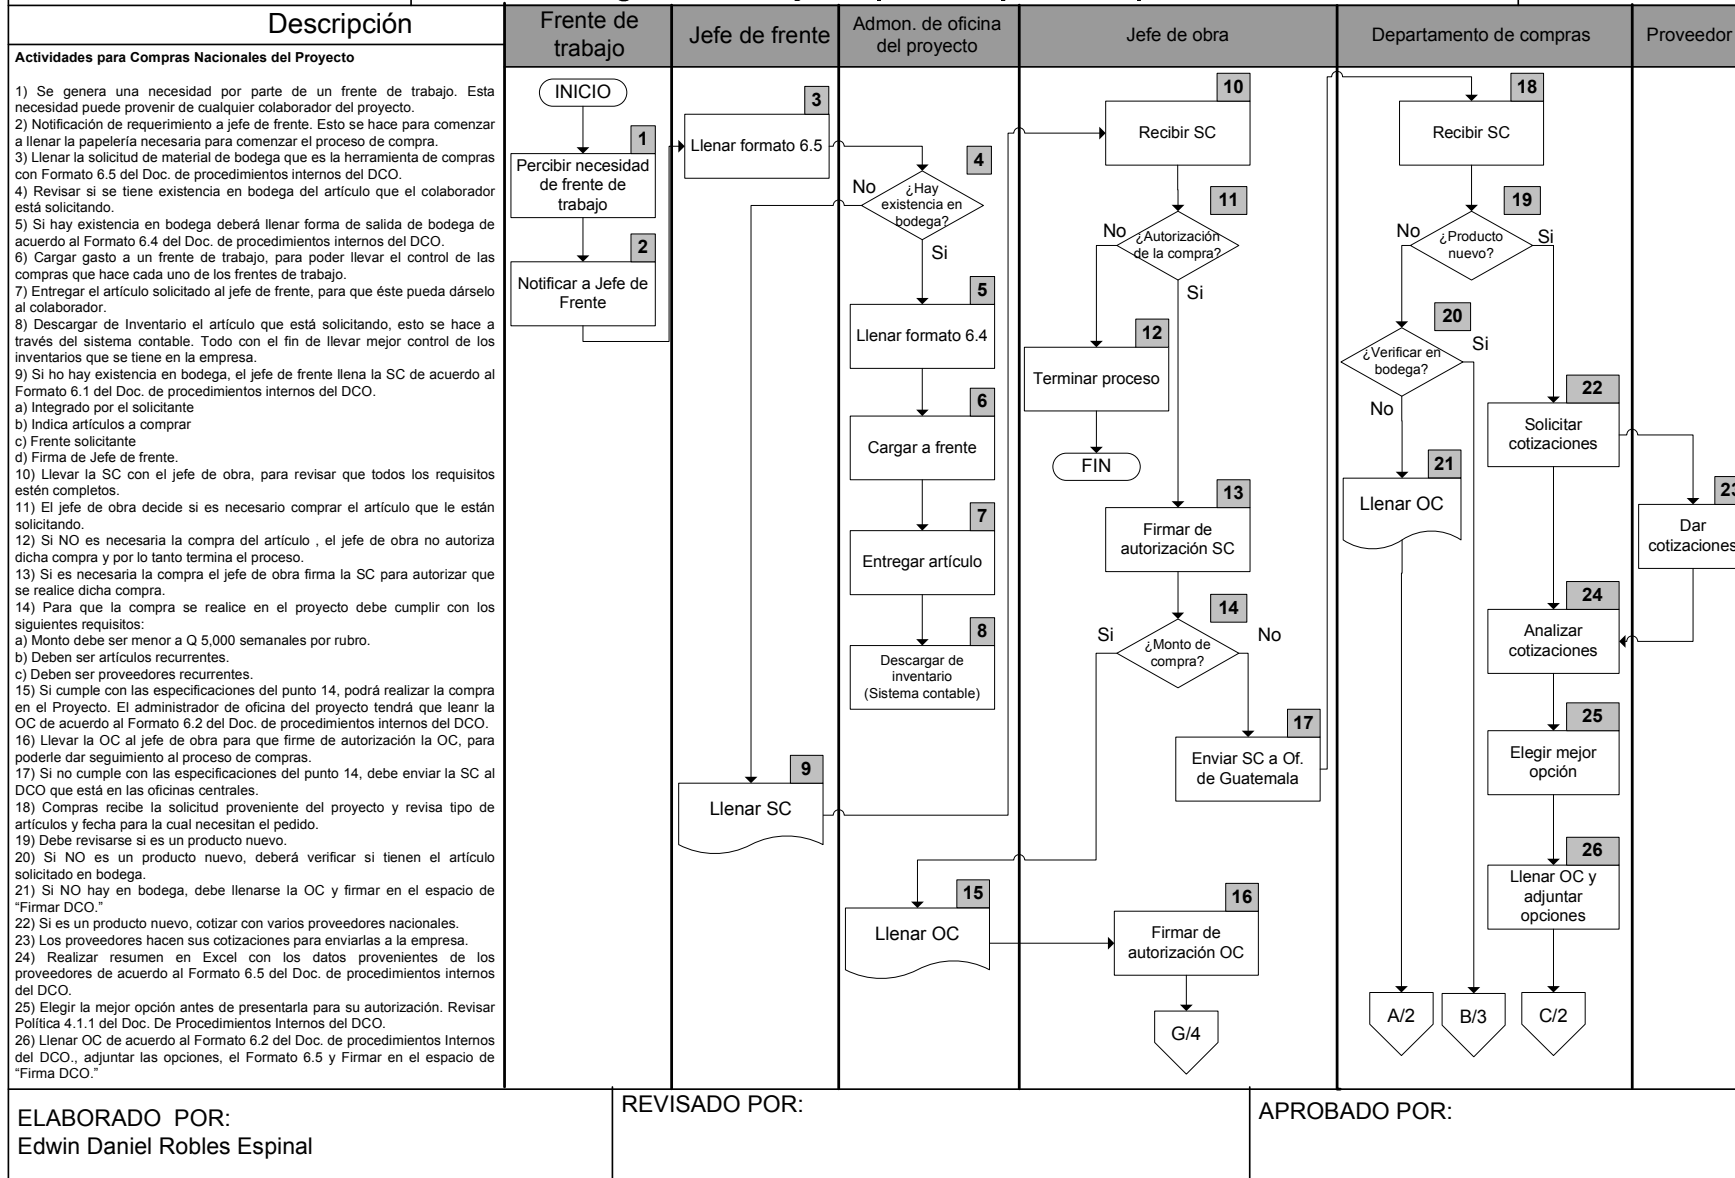 Descripción
Frente de
trabajo
Jefe de frente
Admon. de oficina
del proyecto
Jefe de obra
Departamento de compras
Proveedor
Actividades para Compras Nacionales del Proyecto
1) Se genera una necesidad por parte de un frente de trabajo. Esta
necesidad puede provenir de cualquier colaborador del proyecto.
2) Notificación de requerimiento a jefe de frente. Esto se hace para comenzar
a llenar la papelería necesaria para comenzar el proceso de compra.
3) Llenar la solicitud de material de bodega que es la herramienta de compras
con Formato 6.5 del Doc. de procedimientos internos del DCO.
4) Revisar si se tiene existencia en bodega del artículo que el colaborador
está solicitando.
5) Si hay existencia en bodega deberá llenar forma de salida de bodega de
acuerdo al Formato 6.4 del Doc. de procedimientos internos del DCO.
6) Cargar gasto a un frente de trabajo, para poder llevar el control de las
compras que hace cada uno de los frentes de trabajo.
7) Entregar el artículo solicitado al jefe de frente, para que éste pueda dárselo
al colaborador.
8) Descargar de Inventario el artículo que está solicitando, esto se hace a
través del sistema contable. Todo con el fin de llevar mejor control de los
inventarios que se tiene en la empresa.
9) Si ho hay existencia en bodega, el jefe de frente llena la SC de acuerdo al
Formato 6.1 del Doc. de procedimientos internos del DCO.
a) Integrado por el solicitante
b) Indica artículos a comprar
c) Frente solicitante
d) Firma de Jefe de frente.
10) Llevar la SC con el jefe de obra, para revisar que todos los requisitos
estén completos.
11) El jefe de obra decide si es necesario comprar el artículo que le están
solicitando.
12) Si NO es necesaria la compra del artículo , el jefe de obra no autoriza
dicha compra y por lo tanto termina el proceso.
13) Si es necesaria la compra el jefe de obra firma la SC para autorizar que
se realice dicha compra.
14) Para que la compra se realice en el proyecto debe cumplir con los
siguientes requisitos:
a) Monto debe ser menor a Q 5,000 semanales por rubro.
b) Deben ser artículos recurrentes.
c) Deben ser proveedores recurrentes.
15) Si cumple con las especificaciones del punto 14, podrá realizar la compra
en el Proyecto. El administrador de oficina del proyecto tendrá que leanr la
OC de acuerdo al Formato 6.2 del Doc. de procedimientos internos del DCO.
16) Llevar la OC al jefe de obra para que firme de autorización la OC, para
poderle dar seguimiento al proceso de compras.
17) Si no cumple con las especificaciones del punto 14, debe enviar la SC al
DCO que está en las oficinas centrales.
18) Compras recibe la solicitud proveniente del proyecto y revisa tipo de
artículos y fecha para la cual necesitan el pedido.
19) Debe revisarse si es un producto nuevo.
20) Si NO es un producto nuevo, deberá verificar si tienen el artículo
solicitado en bodega.
21) Si NO hay en bodega, debe llenarse la OC y firmar en el espacio de
“Firmar DCO.”
22) Si es un producto nuevo, cotizar con varios proveedores nacionales.
23) Los proveedores hacen sus cotizaciones para enviarlas a la empresa.
24) Realizar resumen en Excel con los datos provenientes de los
proveedores de acuerdo al Formato 6.5 del Doc. de procedimientos internos
del DCO.
25) Elegir la mejor opción antes de presentarla para su autorización. Revisar
Política 4.1.1 del Doc. De Procedimientos Internos del DCO.
26) Llenar OC de acuerdo al Formato 6.2 del Doc. de procedimientos Internos
del DCO., adjuntar las opciones, el Formato 6.5 y Firmar en el espacio de
“Firma DCO.”
INICIO
1
Percibir necesidad
de frente de
trabajo
2
Notificar a Jefe de
Frente
3
Llenar formato 6.5
4
No
¿Hay
existencia en
bodega?
Si
5
Llenar formato 6.4
6
Cargar a frente
7
Entregar artículo
8
Descargar de
inventario
(Sistema contable)
9
Llenar SC
10
Recibir SC
11
No
¿Autorización
de la compra?
Si
12
Terminar proceso
FIN
13
Firmar de
autorización SC
14
Si
No
¿Monto de
compra?
15
Llenar OC
16
Firmar de
autorización OC
G/4
17
Enviar SC a Of.
de Guatemala
18
Recibir SC
19
No
¿Producto
nuevo?
Si
20
Si
¿Verificar en
bodega?
No
21
Llenar OC
22
Solicitar
cotizaciones
23
Dar
cotizaciones
24
Analizar
cotizaciones
25
Elegir mejor
opción
26
Llenar OC y
adjuntar
opciones
A/2
B/3
C/2
ELABORADO POR:
Edwin Daniel Robles Espinal
REVISADO POR:
APROBADO POR: